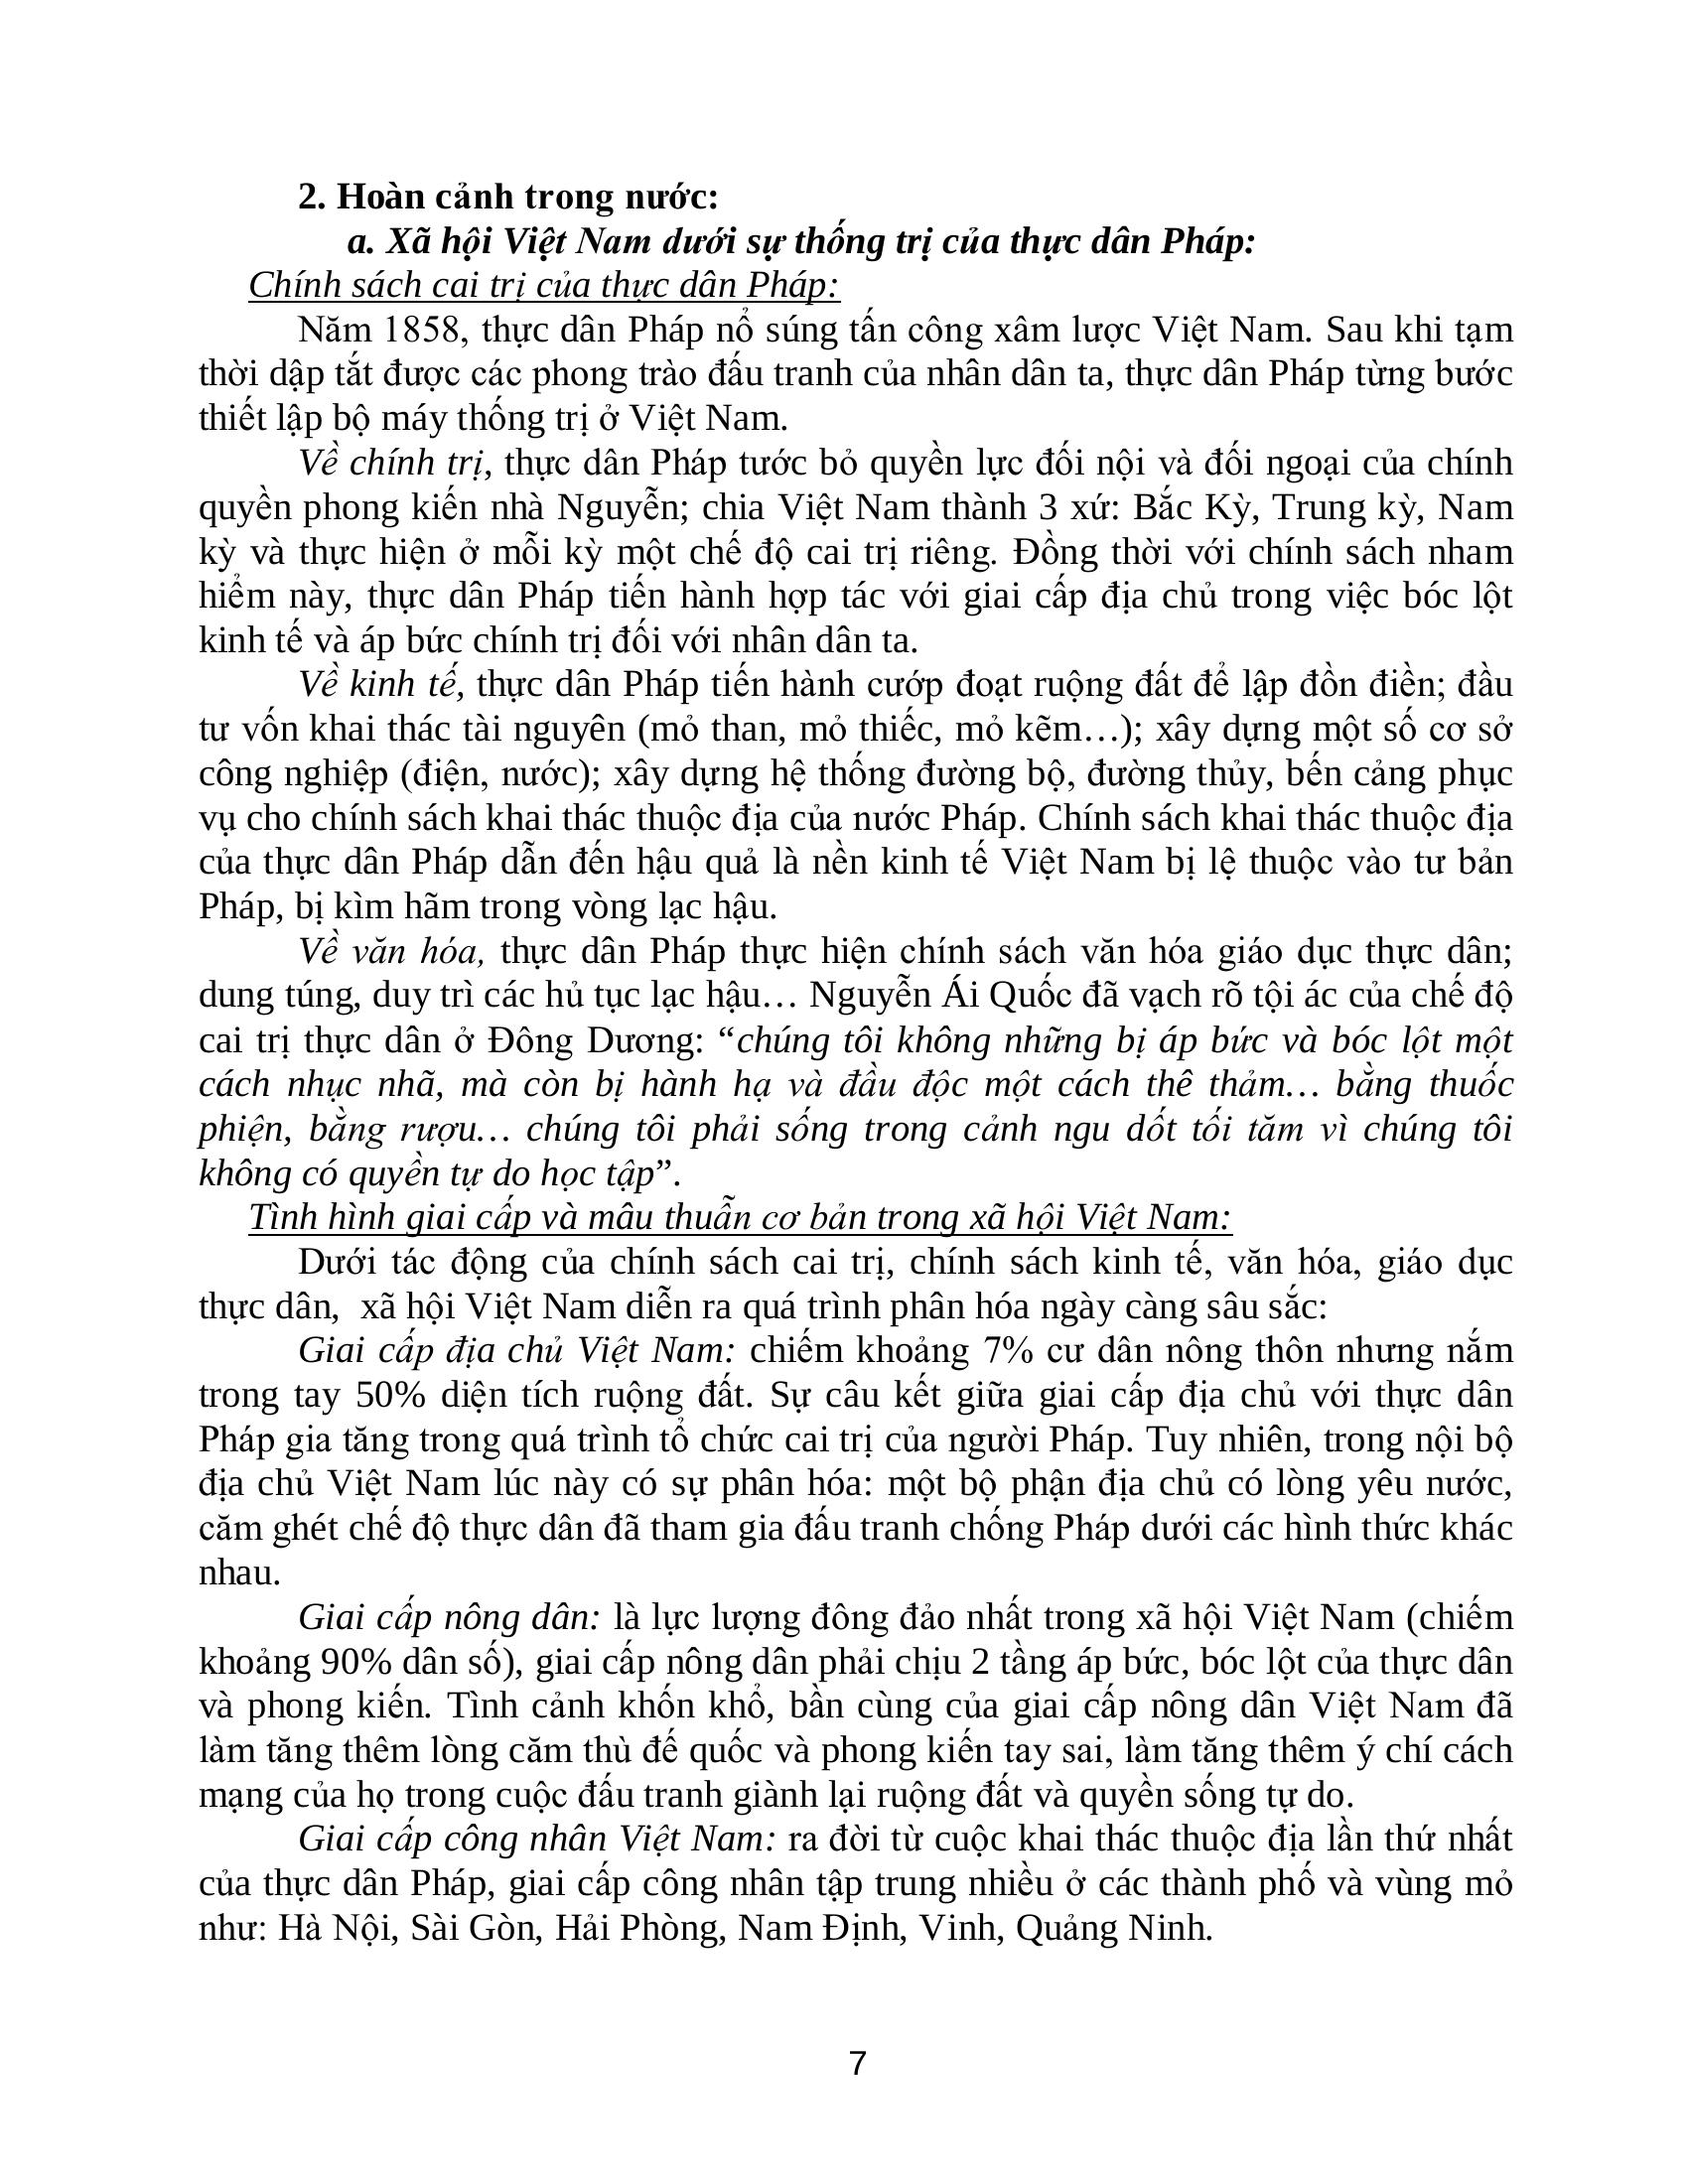 2. Hoàn cảnh trong nước:
a. Xã hội Việt Nam dưới sự thống trị của thực dân Pháp:
Chính sách cai trị của thực dân Pháp:
Năm 1858, thực dân Pháp nổ súng tấn công xâm lược Việt Nam. Sau khi tạm
thời dập tắt được các phong trào đấu tranh của nhân dân ta, thực dân Pháp từng bước
thiết lập bộ máy thống trị ở Việt Nam.
Về chính trị, thực dân Pháp tước bỏ quyền lực đối nội và đối ngoại của chính
quyền phong kiến nhà Nguyễn; chia Việt Nam thành 3 xứ: Bắc Kỳ, Trung kỳ, Nam
kỳ và thực hiện ở mỗi kỳ một chế độ cai trị riêng. Đồng thời với chính sách nham
hiểm này, thực dân Pháp tiến hành hợp tác với giai cấp địa chủ trong việc bóc lột
kinh tế và áp bức chính trị đối với nhân dân ta.
Về kinh tế, thực dân Pháp tiến hành cướp đoạt ruộng đất để lập đồn điền; đầu
tư vốn khai thác tài nguyên (mỏ than, mỏ thiếc, mỏ kẽm…); xây dựng một số cơ sở
công nghiệp (điện, nước); xây dựng hệ thống đường bộ, đường thủy, bến cảng phục
vụ cho chính sách khai thác thuộc địa của nước Pháp. Chính sách khai thác thuộc địa
của thực dân Pháp dẫn đến hậu quả là nền kinh tế Việt Nam bị lệ thuộc vào tư bản
Pháp, bị kìm hãm trong vòng lạc hậu.
Về văn hóa, thực dân Pháp thực hiện chính sách văn hóa giáo dục thực dân;
dung túng, duy trì các hủ tục lạc hậu… Nguyễn Ái Quốc đã vạch rõ tội ác của chế độ
cai trị thực dân ở Đông Dương: “chúng tôi không những bị áp bức và bóc lột một
cách nhục nhã, mà còn bị hành hạ và đầu độc một cách thê thảm… bằng thuốc
phiện, bằng rượu… chúng tôi phải sống trong cảnh ngu dốt tối tăm vì chúng tôi
không có quyền tự do học tập”.
Tình hình giai cấp và mâu thuẫn cơ bản trong xã hội Việt Nam:
Dưới tác động của chính sách cai trị, chính sách kinh tế, văn hóa, giáo dục
thực dân,  xã hội Việt Nam diễn ra quá trình phân hóa ngày càng sâu sắc:
Giai cấp địa chủ Việt Nam: chiếm khoảng 7% cư dân nông thôn nhưng nắm
trong tay 50% diện tích ruộng đất. Sự câu kết giữa giai cấp địa chủ với thực dân
Pháp gia tăng trong quá trình tổ chức cai trị của người Pháp. Tuy nhiên, trong nội bộ
địa chủ Việt Nam lúc này có sự phân hóa: một bộ phận địa chủ có lòng yêu nước,
căm ghét chế độ thực dân đã tham gia đấu tranh chống Pháp dưới các hình thức khác
nhau.
Giai cấp nông dân: là lực lượng đông đảo nhất trong xã hội Việt Nam (chiếm
khoảng 90% dân số), giai cấp nông dân phải chịu 2 tầng áp bức, bóc lột của thực dân
và phong kiến. Tình cảnh khốn khổ, bần cùng của giai cấp nông dân Việt Nam đã
làm tăng thêm lòng căm thù đế quốc và phong kiến tay sai, làm tăng thêm ý chí cách
mạng của họ trong cuộc đấu tranh giành lại ruộng đất và quyền sống tự do.
Giai cấp công nhân Việt Nam: ra đời từ cuộc khai thác thuộc địa lần thứ nhất
của thực dân Pháp, giai cấp công nhân tập trung nhiều ở các thành phố và vùng mỏ
như: Hà Nội, Sài Gòn, Hải Phòng, Nam Định, Vinh, Quảng Ninh.
7